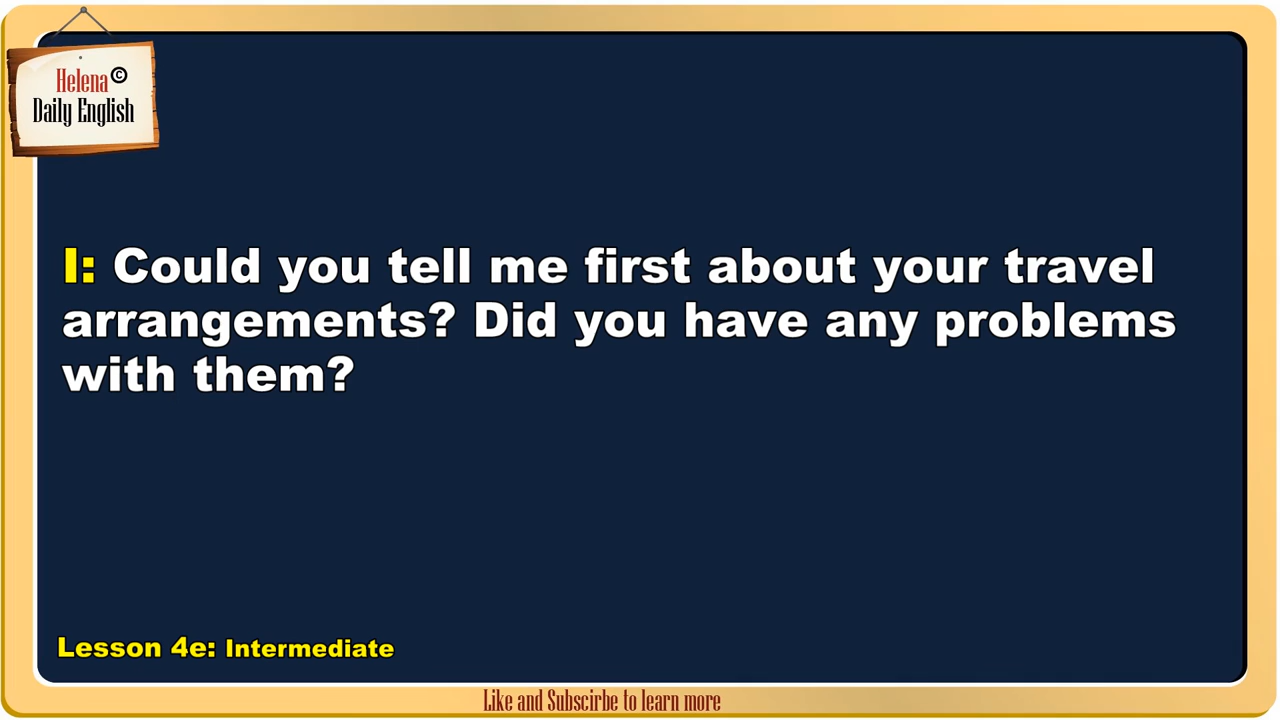 Helena ©
Daily English
I: Could you tell me first about your travel
arrangements? Did you have any problems
with them?
Lesson 4e: Intermediate
Like and Subscirbe to learn more